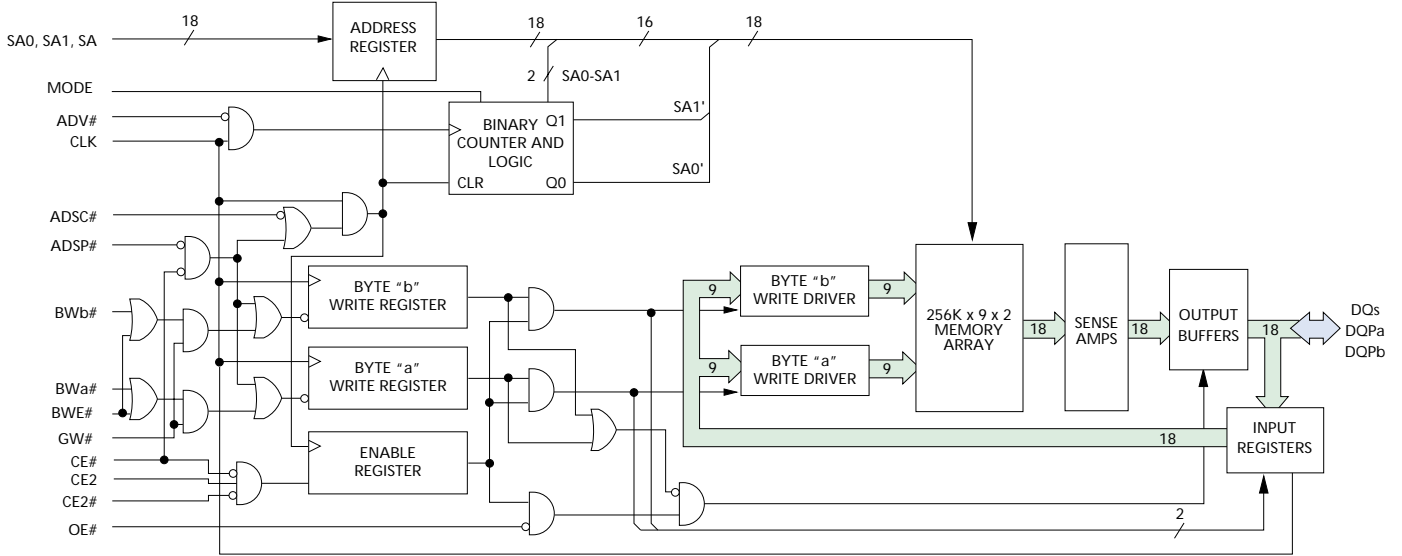 18
ADDRESS
REGISTER
18
16
18
SA0, SA1, SA
2
SA0-SA1
MODE
SA1'
ADV#
BINARY
Q1
COUNTER AND
LOGIC
CLK
SA0'
CLR
Q0
ADSC#
ADSP#
BYTE “b”
WRITE REGISTER
9
BYTE “b”
WRITE DRIVER
9
BWb#
256K x 9 x 2
MEMORY
ARRAY
18
SENSE
AMPS
18
OUTPUT
BUFFERS
18
DQs
DQPa
DQPb
BYTE “a”
WRITE REGISTER
9
BYTE “a”
WRITE DRIVER
9
BWa#
BWE#
GW#
18
INPUT
REGISTERS
ENABLE
REGISTER
CE#
CE2
CE2#
2
OE#